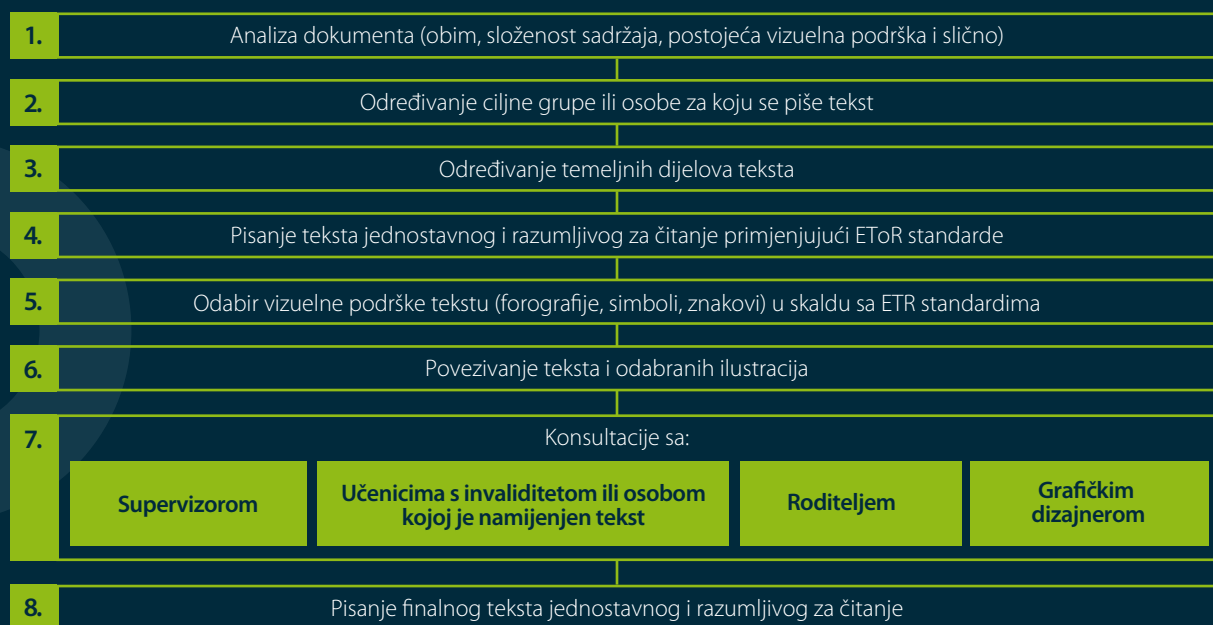 1. Analiza dokumenta (obim, složenost sadržaja, postojeća vizuelna podrška i slično)
2. Određivanje ciljne grupe ili osobe za koju se piše tekst
3. Određivanje temeljnih dijelova teksta
4. Pisanje teksta jednostavnog i razumljivog za čitanje primjenjujući EToR standarde
5. Odabir vizuelne podrške tekstu (forografije, simboli, znakovi) u skaldu sa ETR standardima
6. Povezivanje teksta i odabranih ilustracija
7. Konsultacije sa:
Supervizorom
Učenicima s invaliditetom ili osobom
kojoj je namijenjen tekst
Roditeljem
Grafičkim
dizajnerom
8. Pisanje finalnog teksta jednostavnog i razumljivog za čitanje